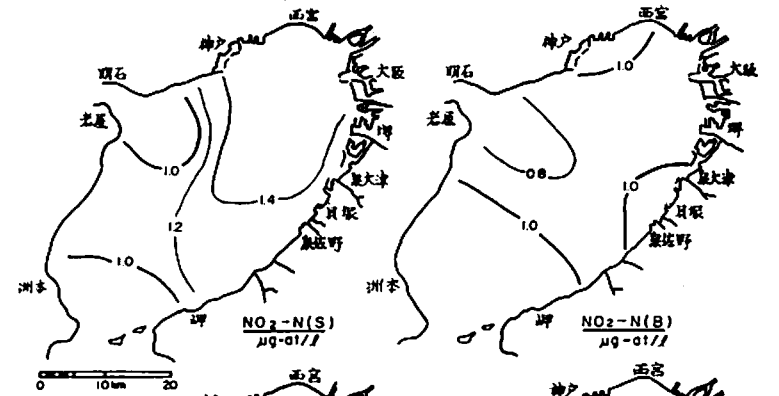 西宮
神戸
明石
大阪
岩屋
堺
1.0
泉大津
1.4
貝塚
1.2
泉佐野
1.0
洲本
岬
NO2-N(S)
μg-at/l
0 10km 20
西宮
神戸
1.0
明石
大阪
岩屋
堺
0.8
泉大津
1.0
貝塚
1.0
泉佐野
洲本
岬
NO2-N(B)
μg-at/l
西宮
西宮
神戸